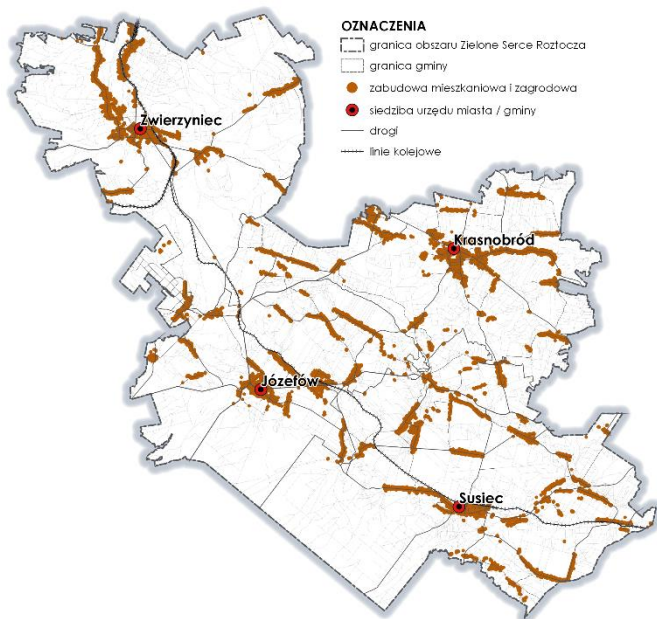 OZNACZENIA
granica obszaru Zielone Serce Roztocza
granica gminy
zabudowa mieszkaniowa i zagrodowa
siedziba urzędu miasta / gminy
drogi
linie kolejowe
Zwierzyniec
Krasnobród
Józefów
Susiec